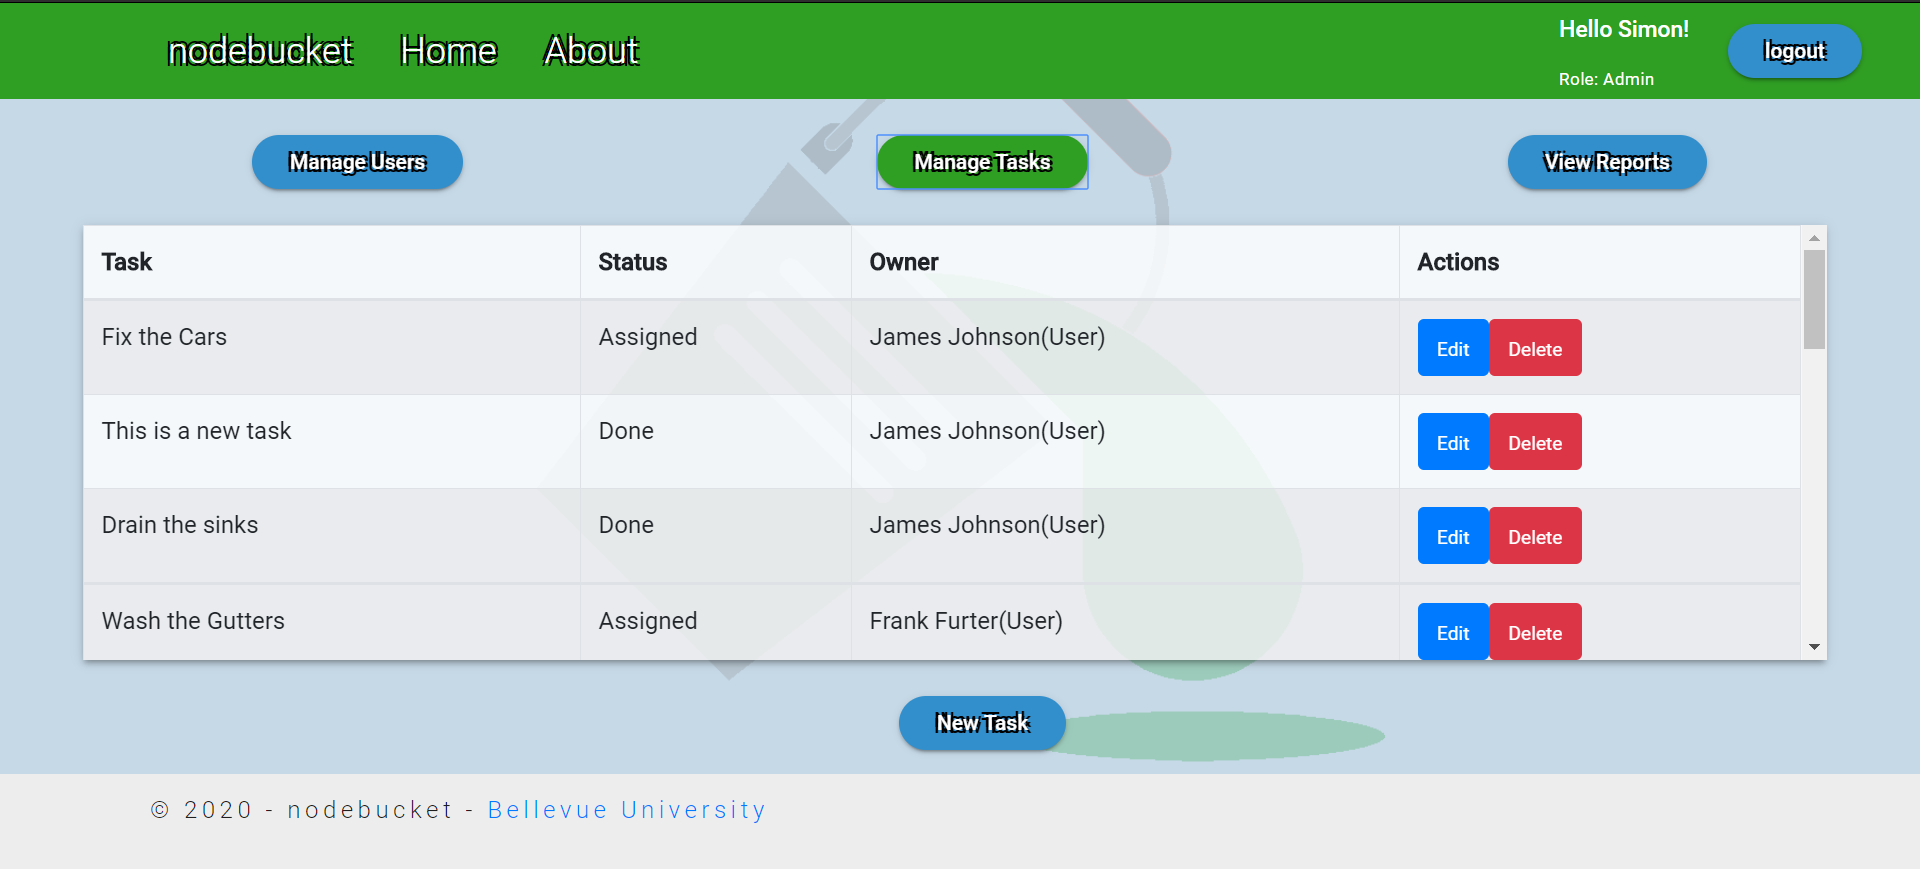 nodebucket Home About Hello Simon! logout
Role: Admin
Manage Users Manage Tasks View Reports
Task Status Owner Actions
Fix the Cars Assigned James Johnson(User) Edit Delete
This is a new task Done James Johnson(User) Edit Delete
Drain the sinks Done James Johnson(User) Edit Delete
Wash the Gutters Assigned Frank Furter(User) Edit Delete
New Task
© 2020 - nodebucket - Bellevue University